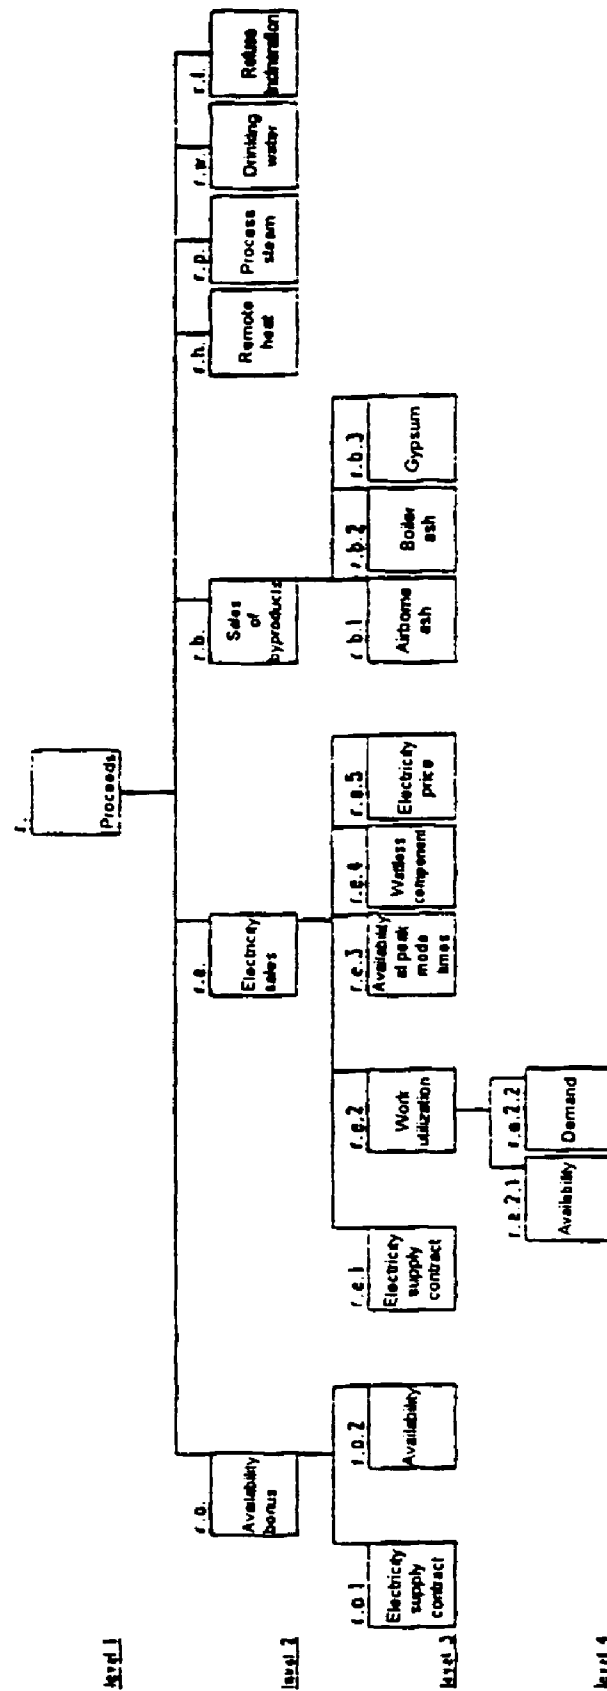 level 1
r.
Proceeds
level 2
r.o.
Availability
bonus
r.e.
Electricity
sales
r.b.
Sales
of
byproducts
r.h.
Remote
heat
r.p.
Process
steam
r.w.
Drinking
water
r.i.
Refuse
incineration
level 3
r.o.1
Electricity
supply
contract
r.o.2
Availability
r.e.1
Electricity
supply
contract
r.e.2
Work
utilization
r.e.3
Availability
at peak
mode
times
r.e.4
Wattless
component
r.e.5
Electricity
price
r.b.1
Airborne
ash
r.b.2
Boiler
ash
r.b.3
Gypsum
level 4
r.e.2.1
Availability
r.e.2.2
Demand